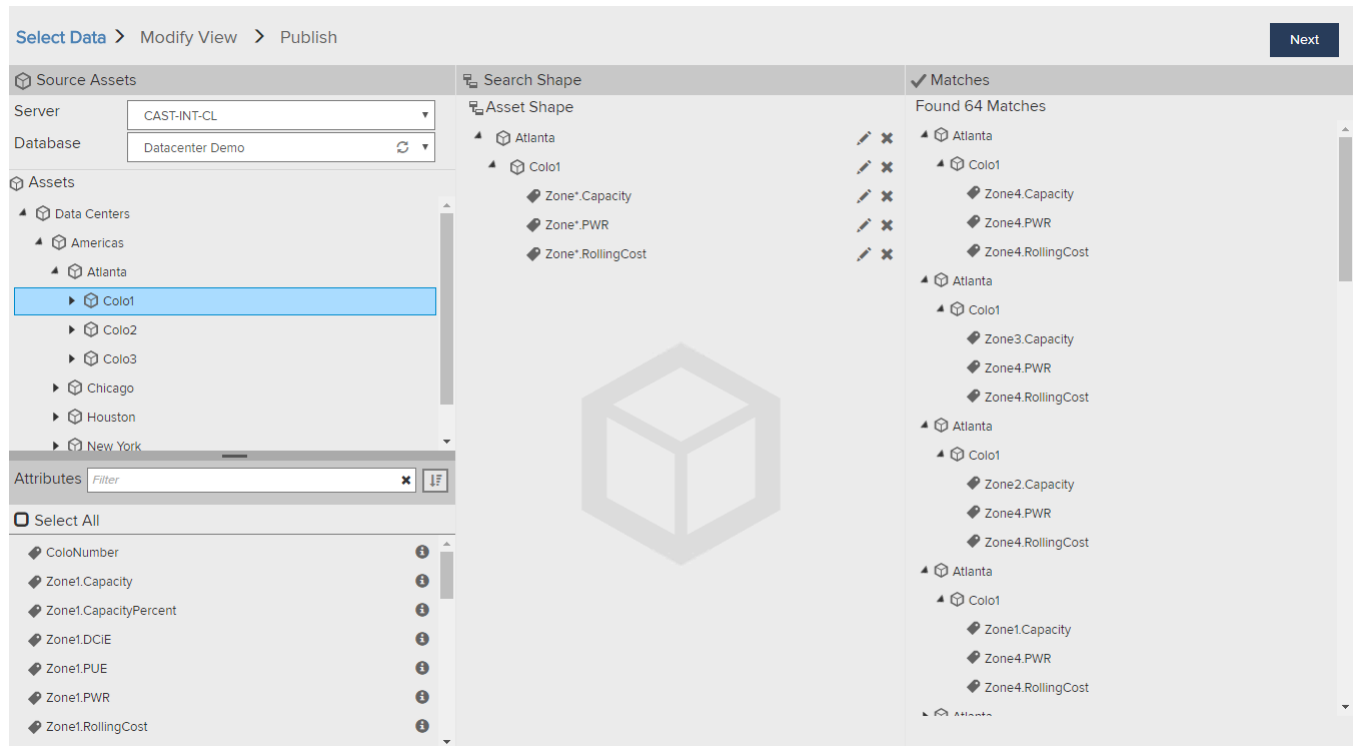 Select Data > Modify View > Publish
Next
Source Assets
Server CAST-INT-CL
Database Datacenter Demo
Assets
Data Centers
Americas
Atlanta
Colo1
Colo2
Colo3
Chicago
Houston
New York
Attributes Filter
Select All
ColoNumber
Zone1.Capacity
Zone1.CapacityPercent
Zone1.DCiE
Zone1.PUE
Zone1.PWR
Zone1.RollingCost
Search Shape
Asset Shape
Atlanta
Colo1
Zone*.Capacity
Zone*.PWR
Zone*.RollingCost
Matches
Found 64 Matches
Atlanta
Colo1
Zone4.Capacity
Zone4.PWR
Zone4.RollingCost
Atlanta
Colo1
Zone3.Capacity
Zone4.PWR
Zone4.RollingCost
Atlanta
Colo1
Zone2.Capacity
Zone4.PWR
Zone4.RollingCost
Atlanta
Colo1
Zone1.Capacity
Zone4.PWR
Zone4.RollingCost
Atlanta